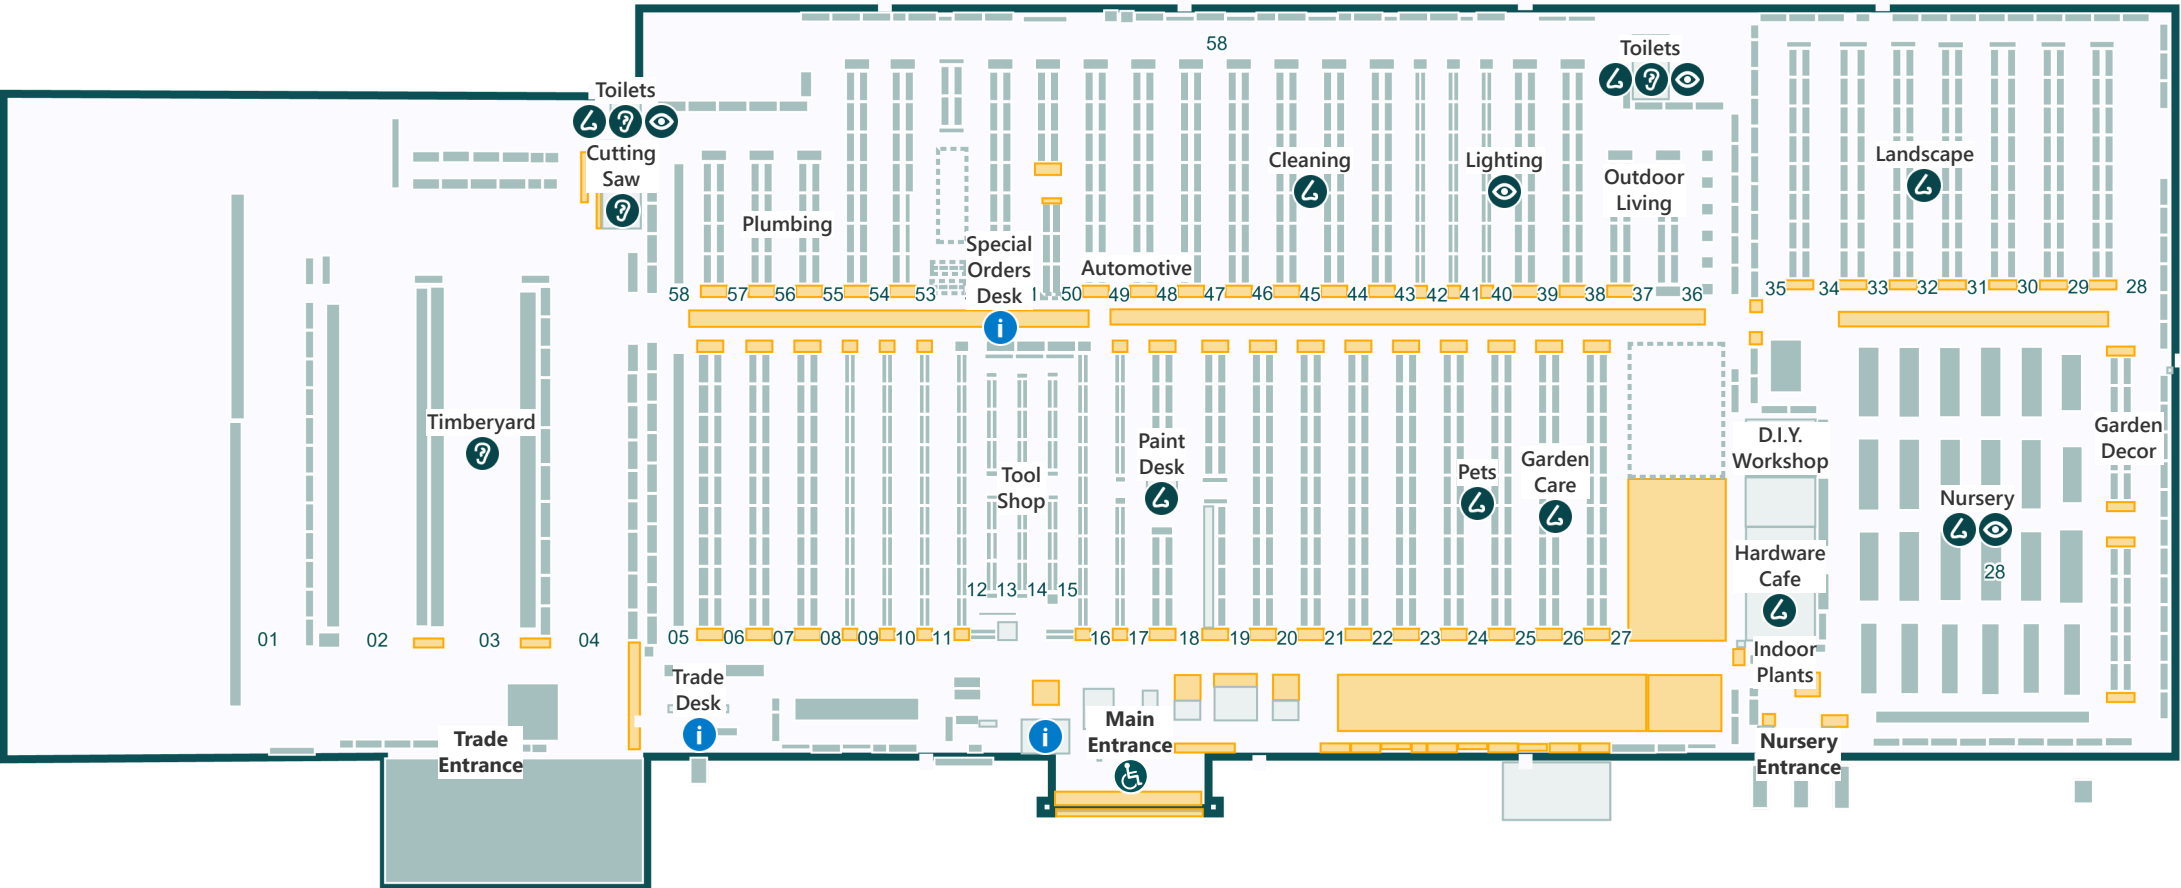 58
Toilets
Toilets
Cutting
Saw
Cleaning
Lighting
Landscape
Outdoor
Living
Plumbing
Special
Orders
Desk
Automotive
58
57
56
55
54
53
50
49
48
47
46
45
44
43
42
41
40
39
38
37
36
35
34
33
32
31
30
29
28
i
Timberyard
Tool
Shop
Paint
Desk
Pets
Garden
Care
D.I.Y.
Workshop
Garden
Decor
Nursery
28
Hardware
Cafe
Indoor
Plants
12
13
14
15
01
02
03
04
05
06
07
08
09
10
11
16
17
18
19
20
21
22
23
24
25
26
27
Trade
Desk
i
i
Trade
Entrance
Main
Entrance
Nursery
Entrance